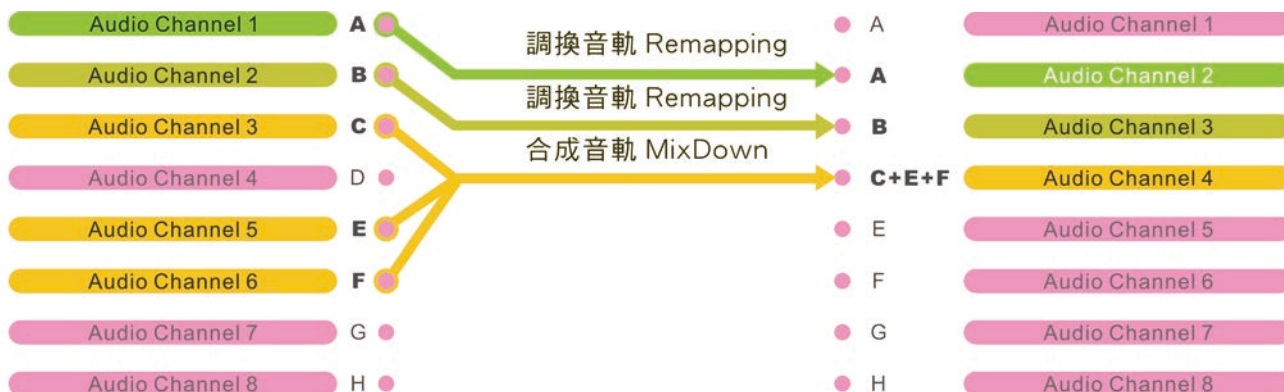 Audio Channel 1 A 調換音軌 Remapping A Audio Channel 1
Audio Channel 2 B 調換音軌 Remapping A Audio Channel 2
Audio Channel 3 C 合成音軌 MixDown B Audio Channel 3
Audio Channel 4 D C+E+F Audio Channel 4
Audio Channel 5 E E Audio Channel 5
Audio Channel 6 F F Audio Channel 6
Audio Channel 7 G G Audio Channel 7
Audio Channel 8 H H Audio Channel 8